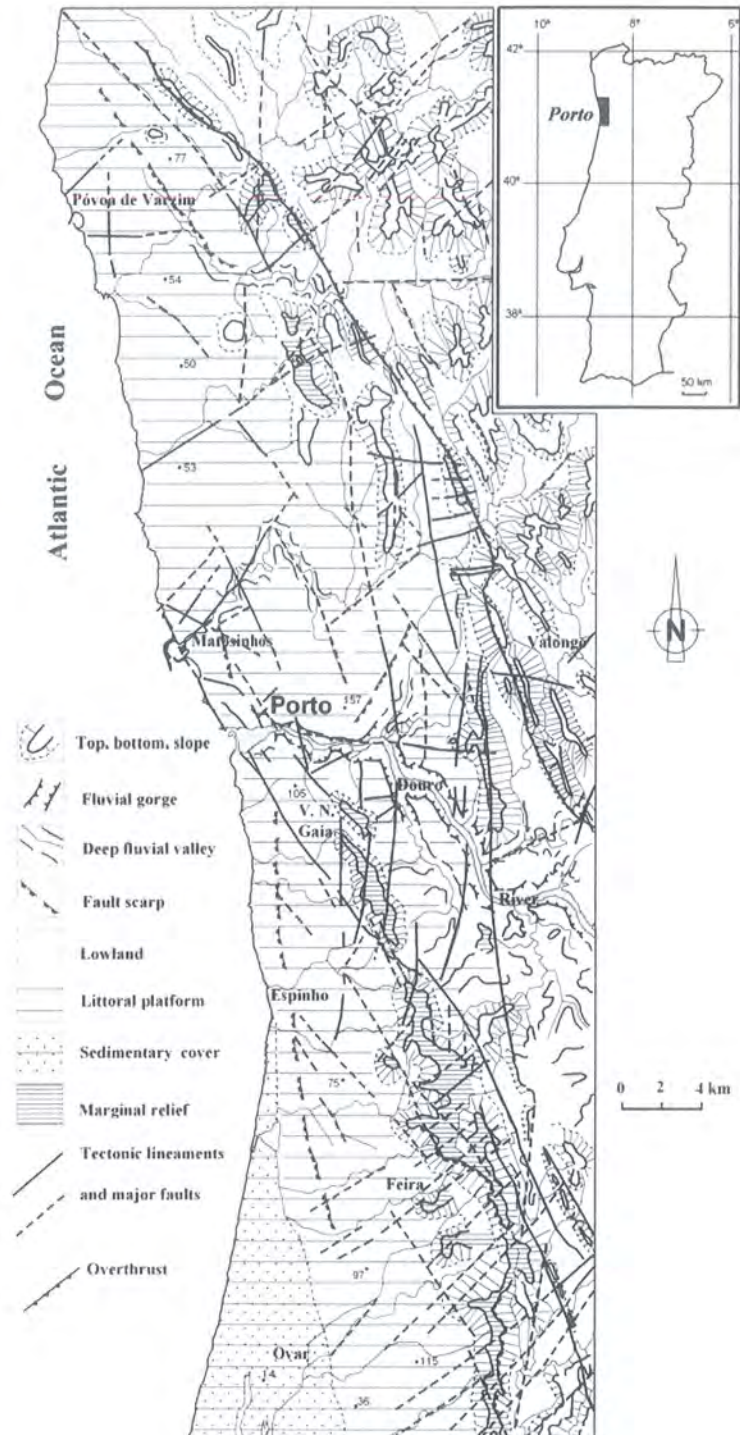 10°
8°
6°
42°
Porto
40°
38°
50 km
77
Póvoa de Varzim
54
50
53
Atlantic Ocean
N
Matosinhos
Valongo
Porto
157
Douro
105
V. N.
Gaia
River
Espinho
75
Feira
97
Ovar
14
115
36
Top, bottom, slope
Fluvial gorge
Deep fluvial valley
Fault scarp
Lowland
Littoral platform
Sedimentary cover
Marginal relief
Tectonic lineaments
and major faults
Overthrust
0 2 4 km